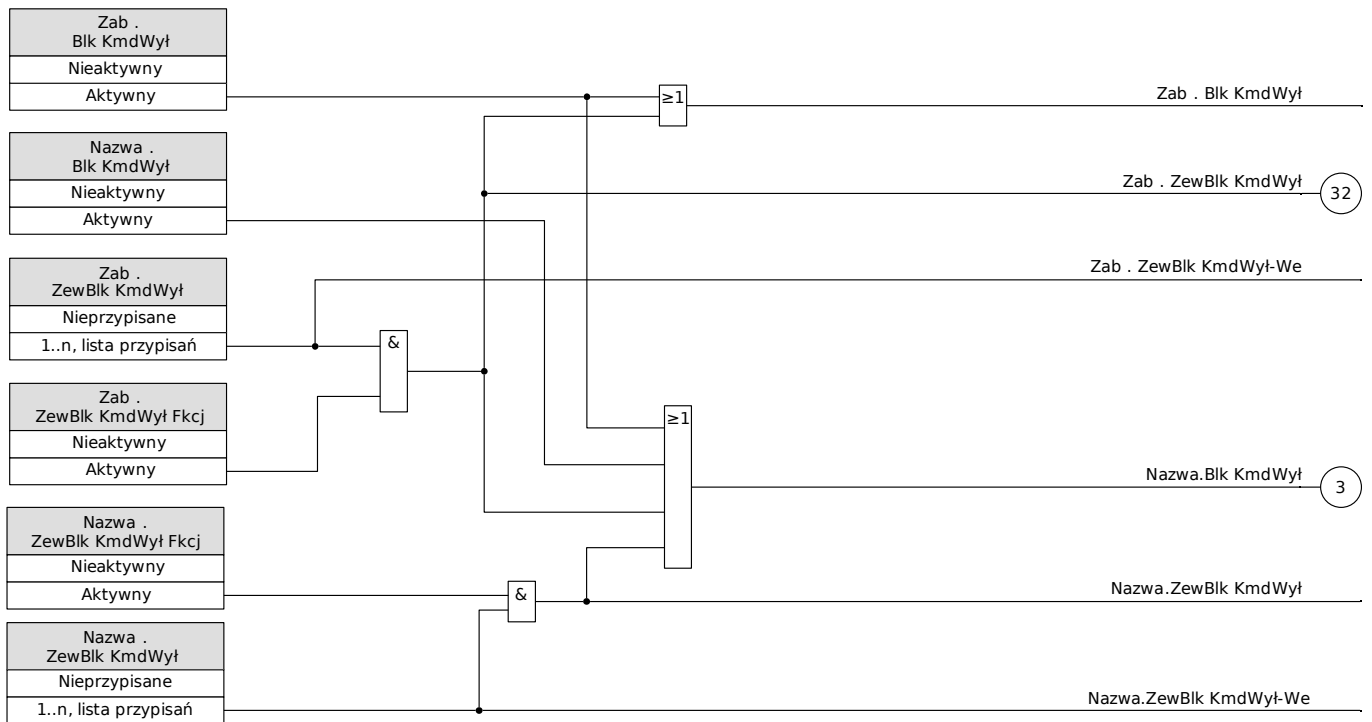 Zab .
Blk KmdWył
Nieaktywny
Aktywny
≥1
Zab . Blk KmdWył
Nazwa .
Blk KmdWył
Nieaktywny
Aktywny
Zab . ZewBlk KmdWył
32
Zab .
ZewBlk KmdWył
Nieprzypisane
1..n, lista przypisań
Zab . ZewBlk KmdWył-We
&
Zab .
ZewBlk KmdWył Fkcj
Nieaktywny
Aktywny
≥1
Nazwa.Blk KmdWył
3
Nazwa .
ZewBlk KmdWył Fkcj
Nieaktywny
Aktywny
&
Nazwa.ZewBlk KmdWył
Nazwa .
ZewBlk KmdWył
Nieprzypisane
1..n, lista przypisań
Nazwa.ZewBlk KmdWył-We